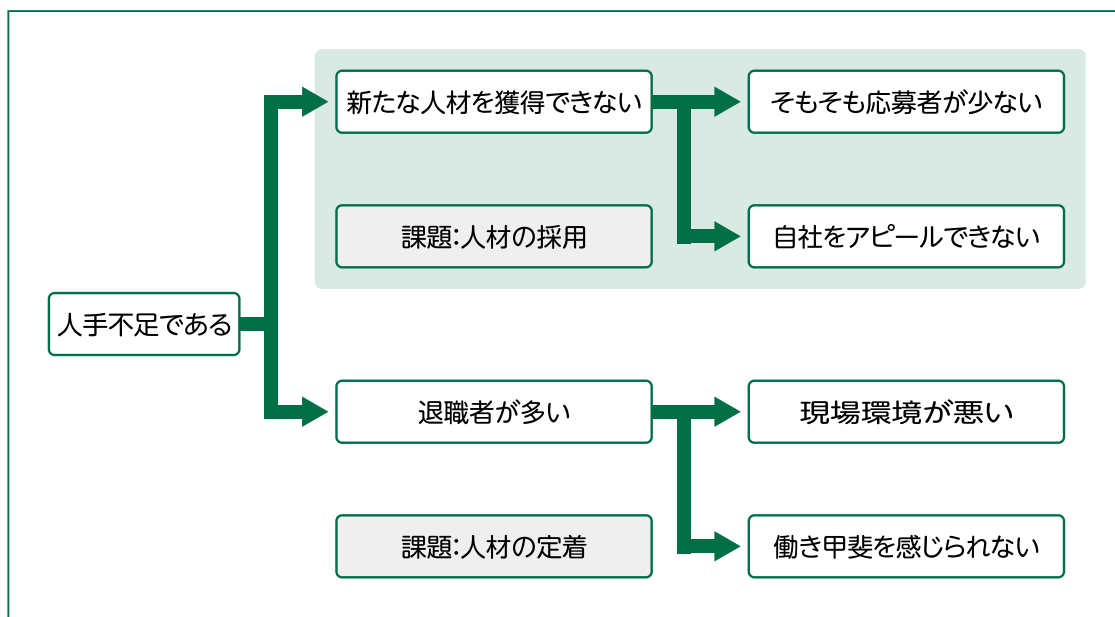 新たな人材を獲得できない
そもそも応募者が少ない
課題:人材の採用
自社をアピールできない
人手不足である
退職者が多い
現場環境が悪い
課題:人材の定着
働き甲斐を感じられない